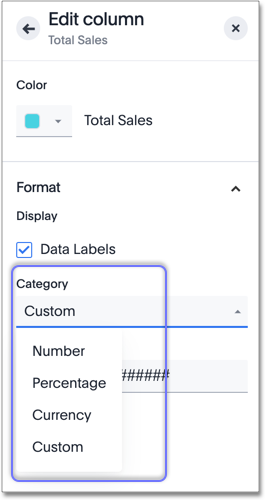 Edit column
Total Sales
Color
Total Sales
Format
Display
Data Labels
Category
Custom
Number
######
Percentage
Currency
Custom